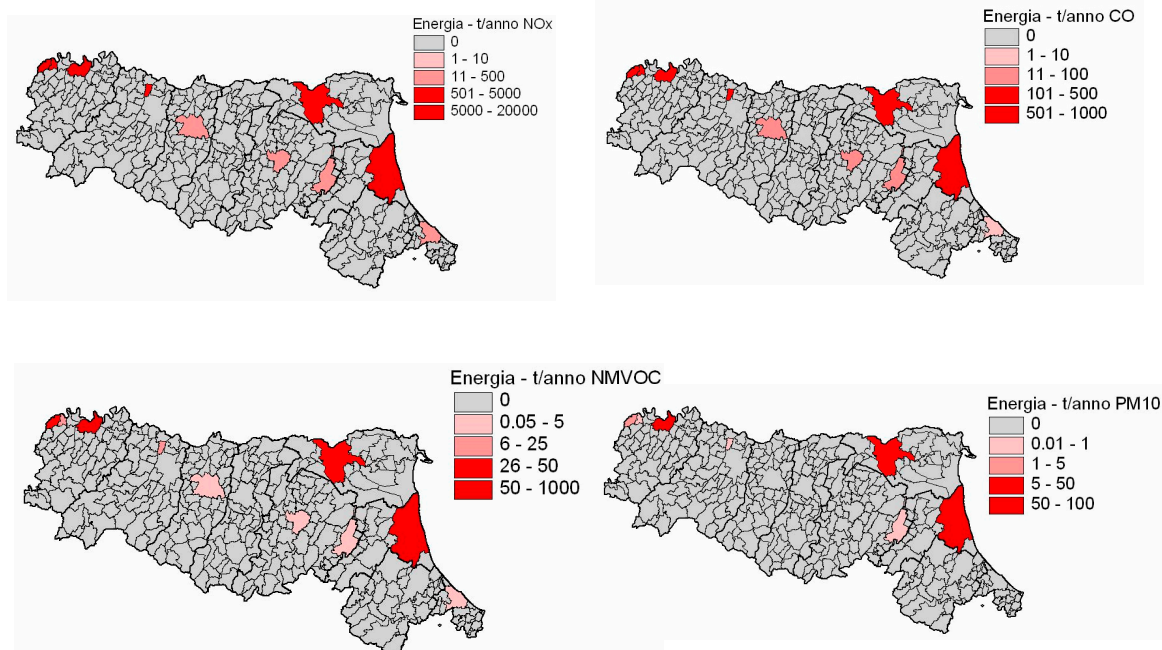 Energia - t/anno NOx
0
1 - 10
11 - 500
501 - 5000
5000 - 20000
Energia - t/anno CO
0
1 - 10
11 - 100
101 - 500
501 - 1000
Energia - t/anno NMVOC
0
0.05 - 5
6 - 25
26 - 50
50 - 1000
Energia - t/anno PM10
0
0.01 - 1
1 - 5
5 - 50
50 - 100